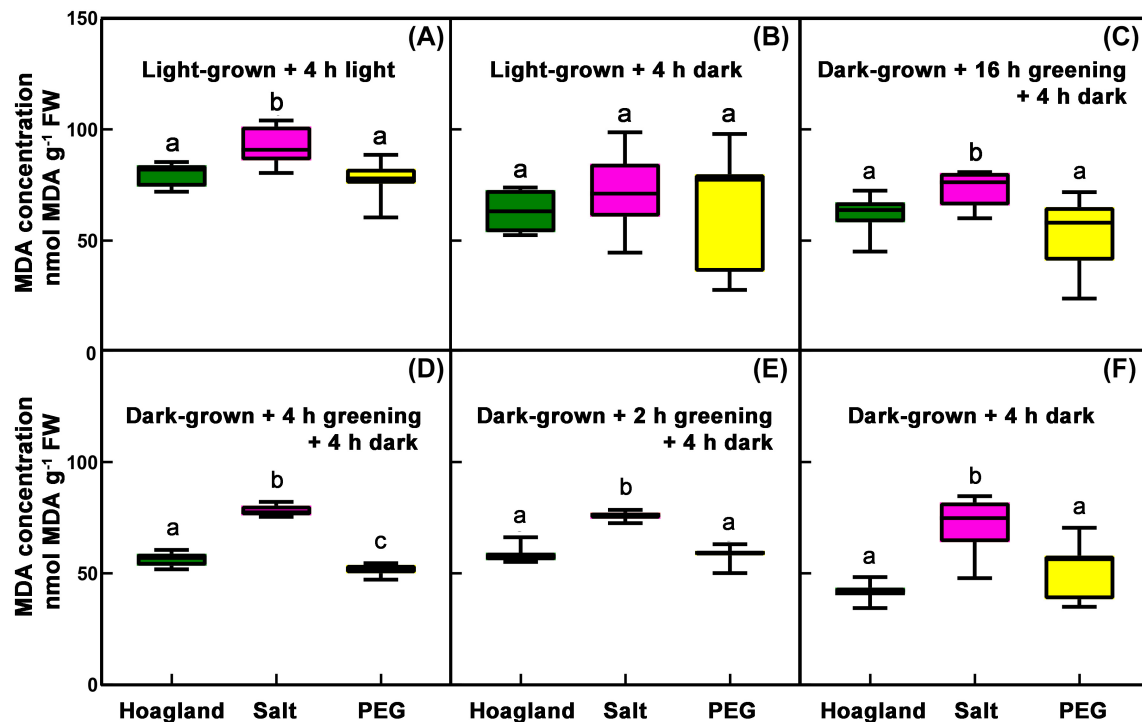 150
100
50
0
MDA concentration
nmol MDA g⁻¹ FW
(A)
Light-grown + 4 h light
a
b
a
(B)
Light-grown + 4 h dark
a
a
a
(C)
Dark-grown + 16 h greening
+ 4 h dark
a
b
a
100
50
0
MDA concentration
nmol MDA g⁻¹ FW
(D)
Dark-grown + 4 h greening
+ 4 h dark
a
b
c
(E)
Dark-grown + 2 h greening
+ 4 h dark
a
b
a
(F)
Dark-grown + 4 h dark
a
b
a
Hoagland Salt PEG
Hoagland Salt PEG
Hoagland Salt PEG